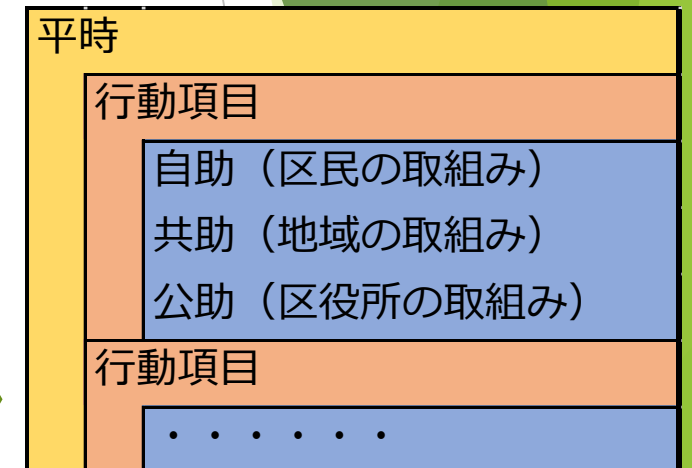 平時
行動項目
自助（区民の取組み）
共助（地域の取組み）
公助（区役所の取組み）
行動項目
・・・・・・